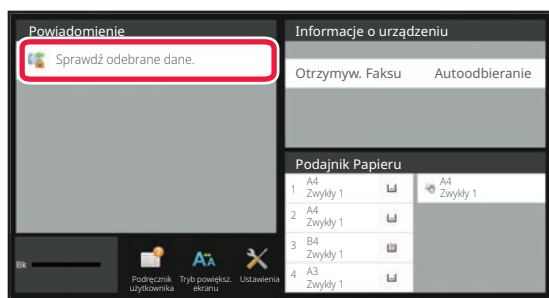 Powiadomienie
Sprawdź odebrane dane.
Informacje o urządzeniu
Otrzymyw. Faksu Autoodbieranie
Podajnik Papieru
1 A4
Zwykły 1
2 A4
Zwykły 1
3 B4
Zwykły 1
4 A3
Zwykły 1
A4
Zwykły 1
Bk
Podręcznik
użytkownika
Tryb powiększ.
ekranu
Ustawienia